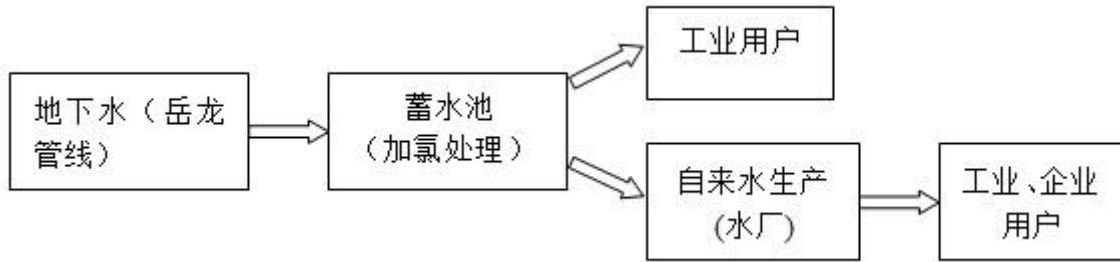 工业用户
地下水（岳龙
管线）
蓄水池
（加氯处理）
自来水生产
(水厂)
工业、企业
用户